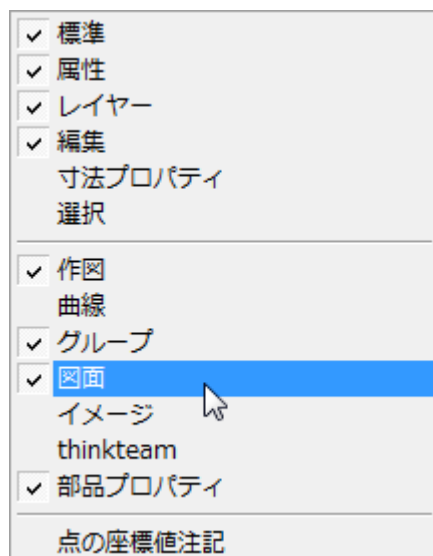 標準
属性
レイヤー
編集
寸法プロパティ
選択
作図
曲線
グループ
図面
イメージ
thinkteam
部品プロパティ
点の座標値注記